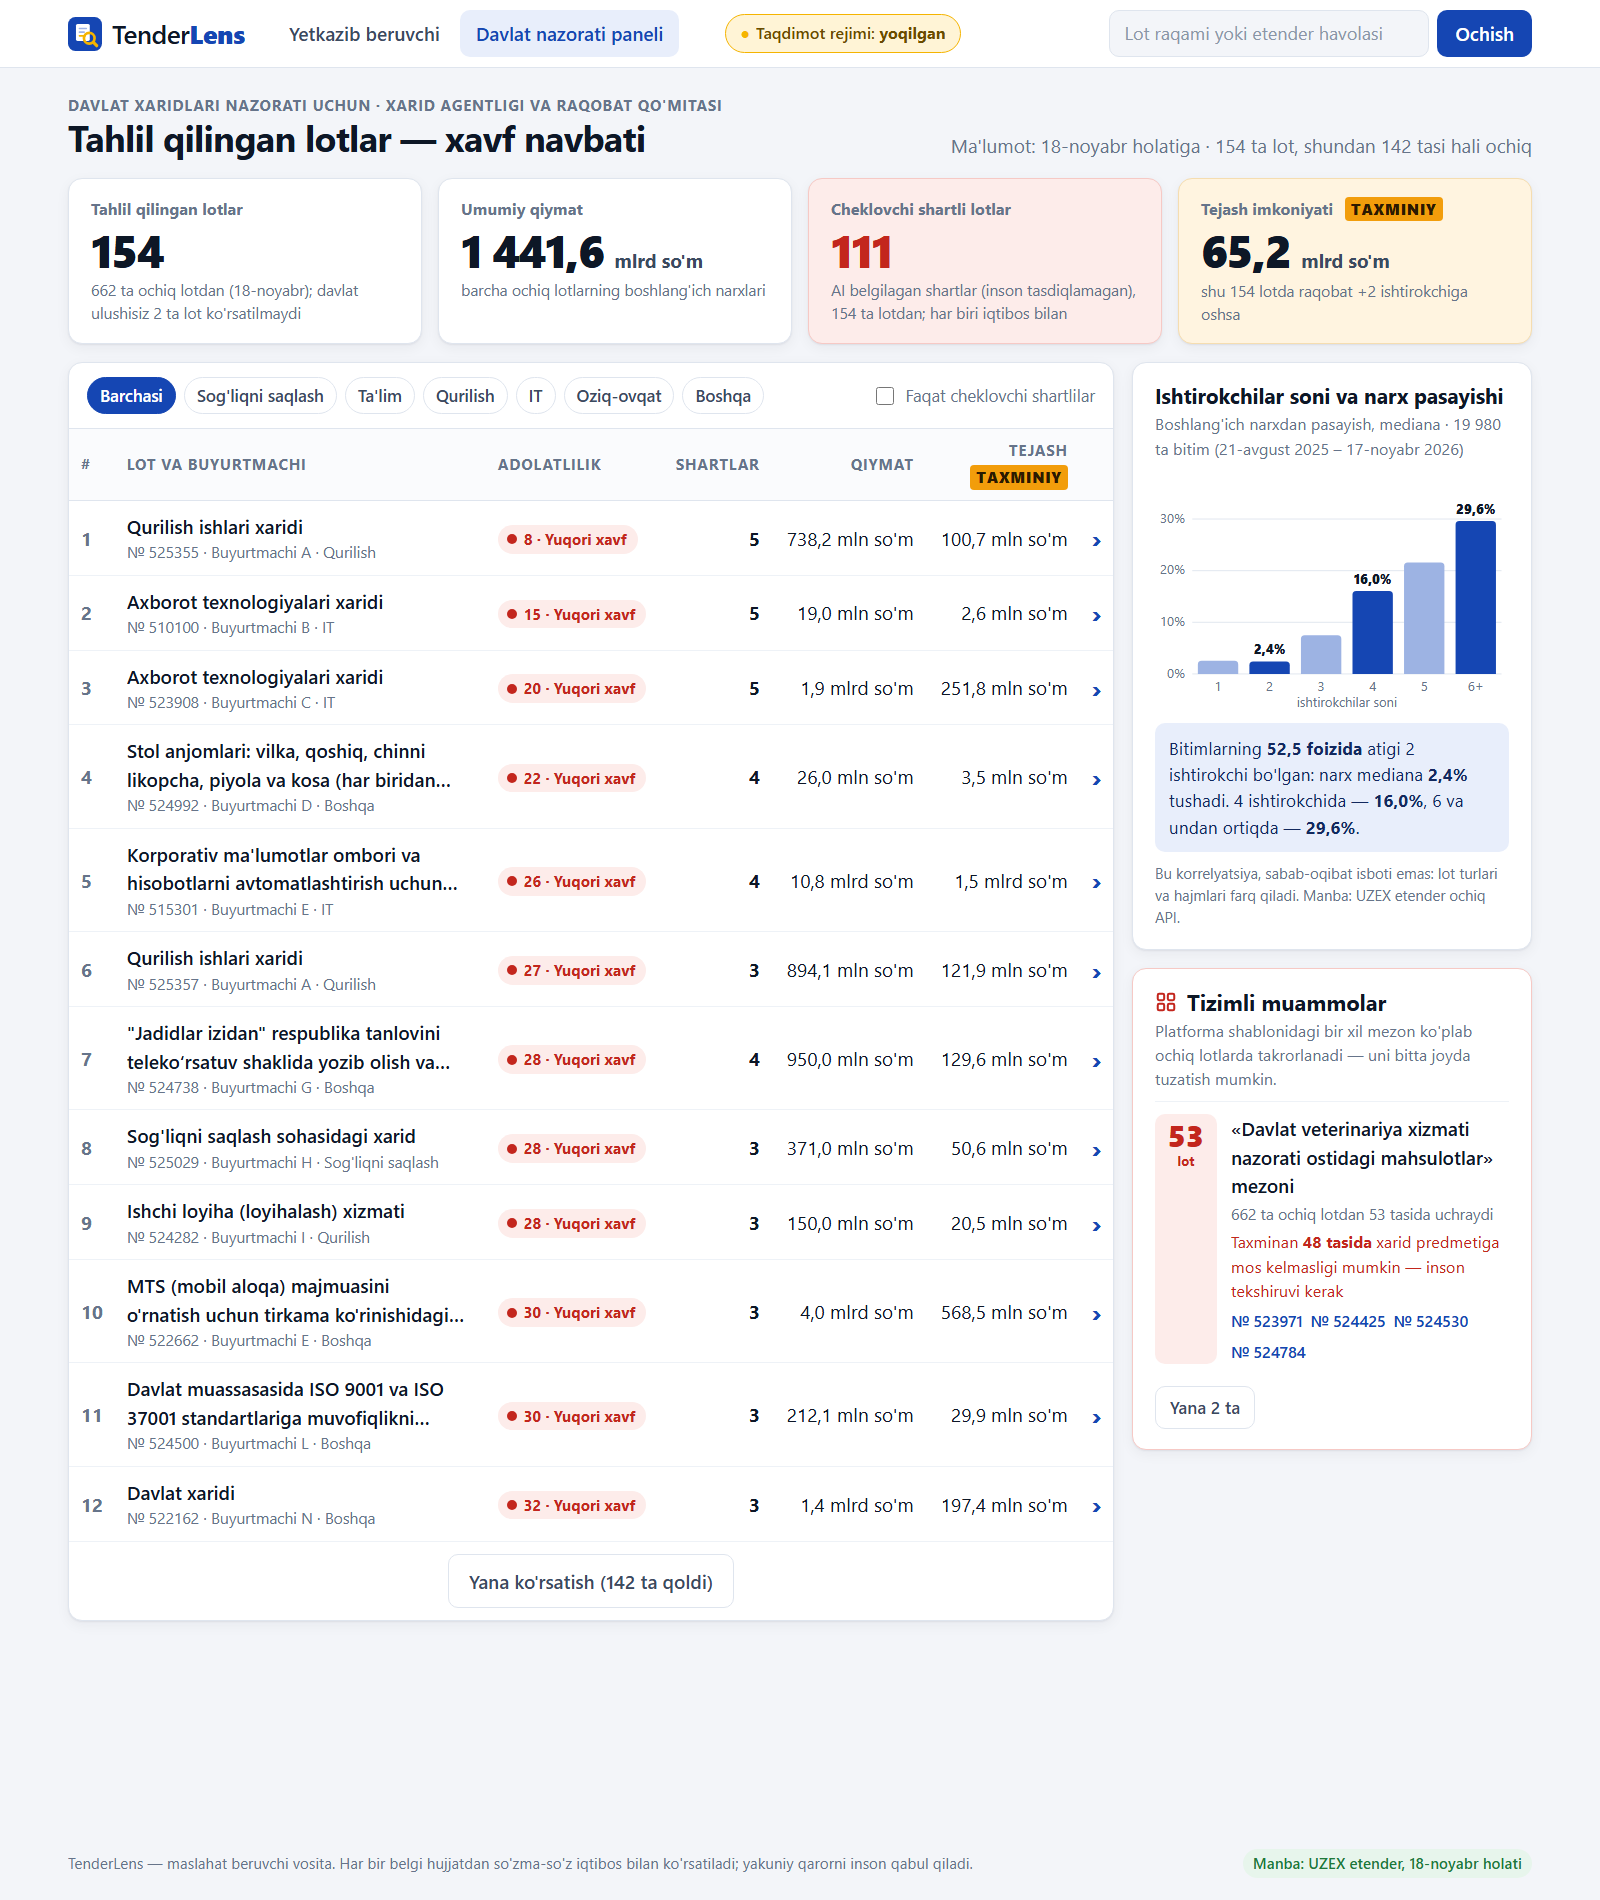 TenderLens
Yetkazib beruvchi
Davlat nazorati paneli
Taqdimot rejimi: yoqilgan
Lot raqami yoki etender havolasi
Ochish
DAVLAT XARIDLARI NAZORATI UCHUN · XARID AGENTLIGI VA RAQOBAT QO'MITASI
Tahlil qilingan lotlar — xavf navbati
Ma'lumot: 18-noyabr holatiga · 154 ta lot, shundan 142 tasi hali ochiq
Tahlil qilingan lotlar
154
662 ta ochiq lotdan (18-noyabr); davlat
ulushisiz 2 ta lot ko'rsatilmaydi
Umumiy qiymat
1 441,6 mlrd so'm
barcha ochiq lotlarning boshlang'ich narxlari
Cheklovchi shartli lotlar
111
AI belgilagan shartlar (inson tasdiqlamagan),
154 ta lotdan; har biri iqtibos bilan
Tejash imkoniyati TAXMINIY
65,2 mlrd so'm
shu 154 lotda raqobat +2 ishtirokchiga
oshsa
Barchasi
Sog'liqni saqlash
Ta'lim
Qurilish
IT
Oziq-ovqat
Boshqa
Faqat cheklovchi shartlilar
# LOT VA BUYURTMACHI ADOLATLILIK SHARTLAR QIYMAT TEJASH
TAXMINIY
1 Qurilish ishlari xaridi 8 · Yuqori xavf 5 738,2 mln so'm 100,7 mln so'm ›
№ 525355 · Buyurtmachi A · Qurilish
2 Axborot texnologiyalari xaridi 15 · Yuqori xavf 5 19,0 mln so'm 2,6 mln so'm ›
№ 510100 · Buyurtmachi B · IT
3 Axborot texnologiyalari xaridi 20 · Yuqori xavf 5 1,9 mlrd so'm 251,8 mln so'm ›
№ 523908 · Buyurtmachi C · IT
Stol anjomlari: vilka, qoshiq, chinni
4 likopcha, piyola va kosa (har biridan... 22 · Yuqori xavf 4 26,0 mln so'm 3,5 mln so'm ›
№ 524992 · Buyurtmachi D · Boshqa
Korporativ ma'lumotlar ombori va
5 hisobotlarni avtomatlashtirish uchun... 26 · Yuqori xavf 4 10,8 mlrd so'm 1,5 mlrd so'm ›
№ 515301 · Buyurtmachi E · IT
6 Qurilish ishlari xaridi 27 · Yuqori xavf 3 894,1 mln so'm 121,9 mln so'm ›
№ 525357 · Buyurtmachi A · Qurilish
"Jadidlar izidan" respublika tanlovini
7 teleko‘rsatuv shaklida yozib olish va... 28 · Yuqori xavf 4 950,0 mln so'm 129,6 mln so'm ›
№ 524738 · Buyurtmachi G · Boshqa
8 Sog'liqni saqlash sohasidagi xarid 28 · Yuqori xavf 3 371,0 mln so'm 50,6 mln so'm ›
№ 525029 · Buyurtmachi H · Sog'liqni saqlash
9 Ishchi loyiha (loyihalash) xizmati 28 · Yuqori xavf 3 150,0 mln so'm 20,5 mln so'm ›
№ 524282 · Buyurtmachi I · Qurilish
MTS (mobil aloqa) majmuasini
10 o'rnatish uchun tirkama ko'rinishidagi... 30 · Yuqori xavf 3 4,0 mlrd so'm 568,5 mln so'm ›
№ 522662 · Buyurtmachi E · Boshqa
Davlat muassasasida ISO 9001 va ISO
11 37001 standartlariga muvofiqlikni... 30 · Yuqori xavf 3 212,1 mln so'm 29,9 mln so'm ›
№ 524500 · Buyurtmachi L · Boshqa
12 Davlat xaridi 32 · Yuqori xavf 3 1,4 mlrd so'm 197,4 mln so'm ›
№ 522162 · Buyurtmachi N · Boshqa
Yana ko'rsatish (142 ta qoldi)
Ishtirokchilar soni va narx pasayishi
Boshlang'ich narxdan pasayish, mediana · 19 980
ta bitim (21-avgust 2025 – 17-noyabr 2026)
29,6%
30%
20%
16,0%
10%
2,4%
0%
1 2 3 4 5 6+
ishtirokchilar soni
Bitimlarning 52,5 foizida atigi 2
ishtirokchi bo'lgan: narx mediana 2,4%
tushadi. 4 ishtirokchida — 16,0%, 6 va
undan ortiqda — 29,6%.
Bu korrelyatsiya, sabab-oqibat isboti emas: lot turlari
va hajmlari farq qiladi. Manba: UZEX etender ochiq
API.
Tizimli muammolar
Platforma shablonidagi bir xil mezon ko'plab
ochiq lotlarda takrorlanadi — uni bitta joyda
tuzatish mumkin.
53
lot
«Davlat veterinariya xizmati
nazorati ostidagi mahsulotlar»
mezoni
662 ta ochiq lotdan 53 tasida uchraydi
Taxminan 48 tasida xarid predmetiga
mos kelmasligi mumkin — inson
tekshiruvi kerak
№ 523971 № 524425 № 524530
№ 524784
Yana 2 ta
TenderLens — maslahat beruvchi vosita. Har bir belgi hujjatdan so'zma-so'z iqtibos bilan ko'rsatiladi; yakuniy qarorni inson qabul qiladi.
Manba: UZEX etender, 18-noyabr holati